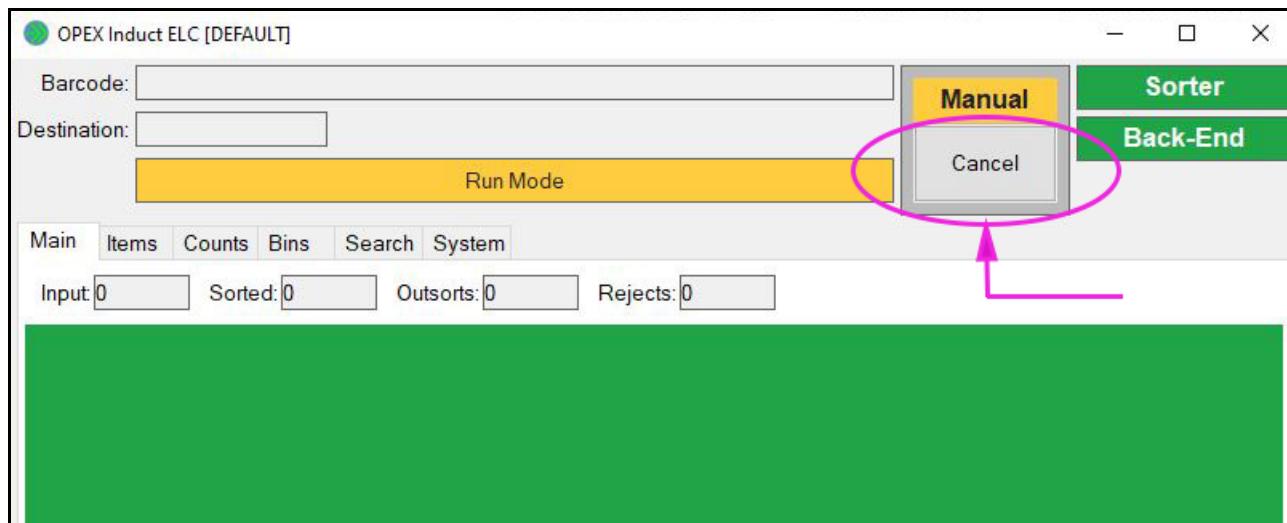 OPEX Induct ELC [DEFAULT]
Barcode:
Manual
Sorter
Destination:
Cancel
Back-End
Run Mode
Main Items Counts Bins Search System
Input: 0 Sorted: 0 Outsorts: 0 Rejects: 0